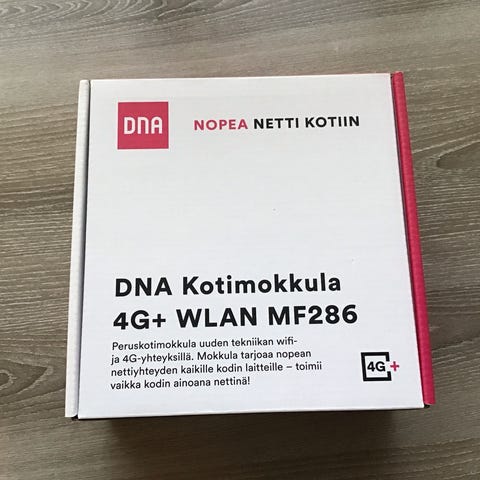 DNA
NOPEA NETTI KOTIIN
DNA Kotimokkula
4G+ WLAN MF286
Peruskotimokkula uuden tekniikan wifi-
ja 4G-yhteyksillä. Mokkula tarjoaa nopean
nettiyhteyden kaikille kodin laitteille – toimii
vaikka kodin ainoana nettinä!
4G+